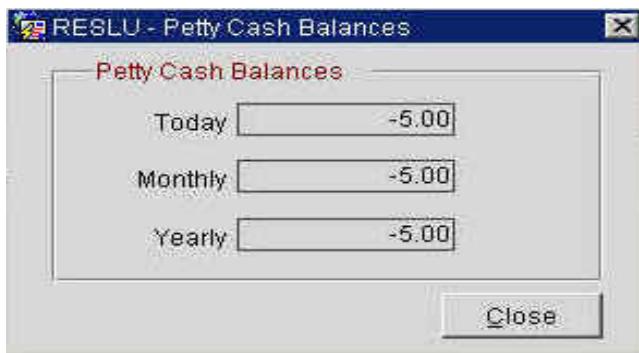 RESLU - Petty Cash Balances
Petty Cash Balances
Today -5.00
Monthly -5.00
Yearly -5.00
Close